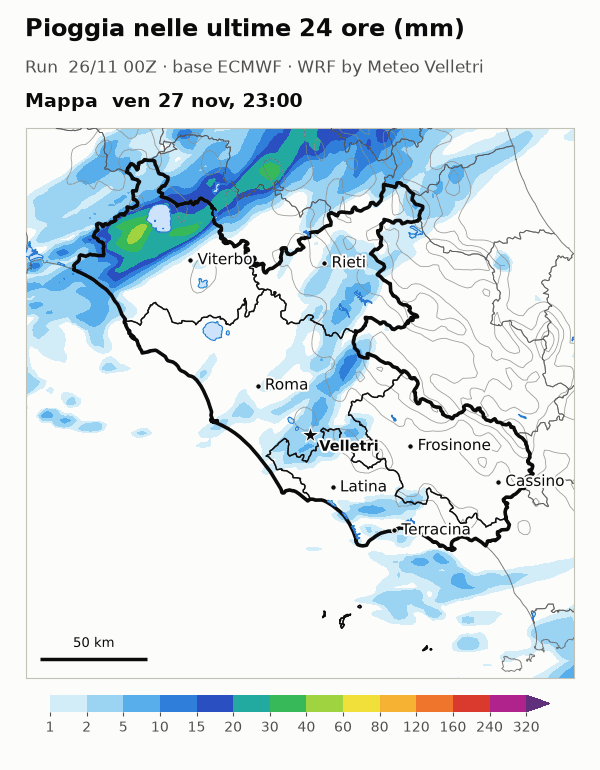 Pioggia nelle ultime 24 ore (mm)
Run 26/11 00Z · base ECMWF · WRF by Meteo Velletri
Mappa ven 27 nov, 23:00
Viterbo
Rieti
Roma
Velletri
Frosinone
Cassino
Latina
Terracina
50 km
1 2 5 10 15 20 30 40 60 80 120 160 240 320